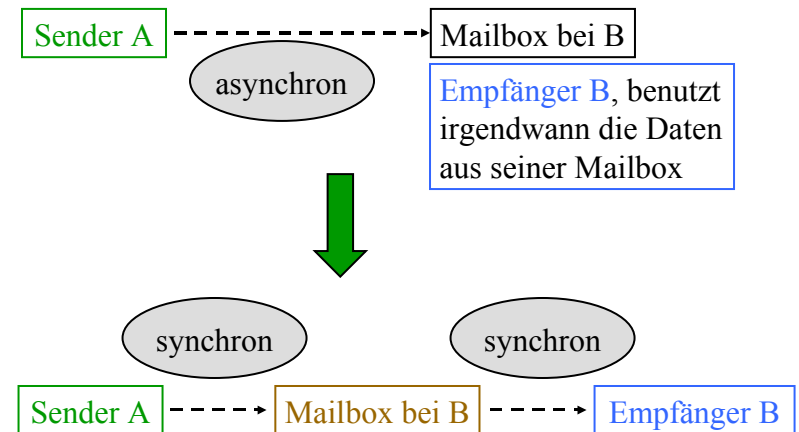 Sender A
Mailbox bei B
asynchron
Empfänger B, benutzt
irgendwann die Daten
aus seiner Mailbox
synchron
synchron
Sender A
Mailbox bei B
Empfänger B